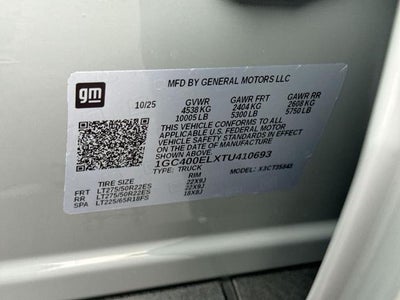 gm
MFD BY GENERAL MOTORS LLC
10/25 GVWR GAWR FRT GAWR RR
4538 KG 2404 KG 2608 KG
10005 LB 5300 LB 5750 LB
THIS VEHICLE CONFORMS TO ALL
APPLICABLE U.S. FEDERAL MOTOR
VEHICLE SAFETY STANDARDS IN
EFFECT ON THE DATE OF
MANUFACTURE SHOWN ABOVE.
1GC400ELXTU410693
TYPE: TRUCK MODEL:
TIRE SIZE RIM
FRT LT275/50R22ES 22X9J
RR LT275/50R22ES 22X9J
SPA LT225/65R18FS 18X8J